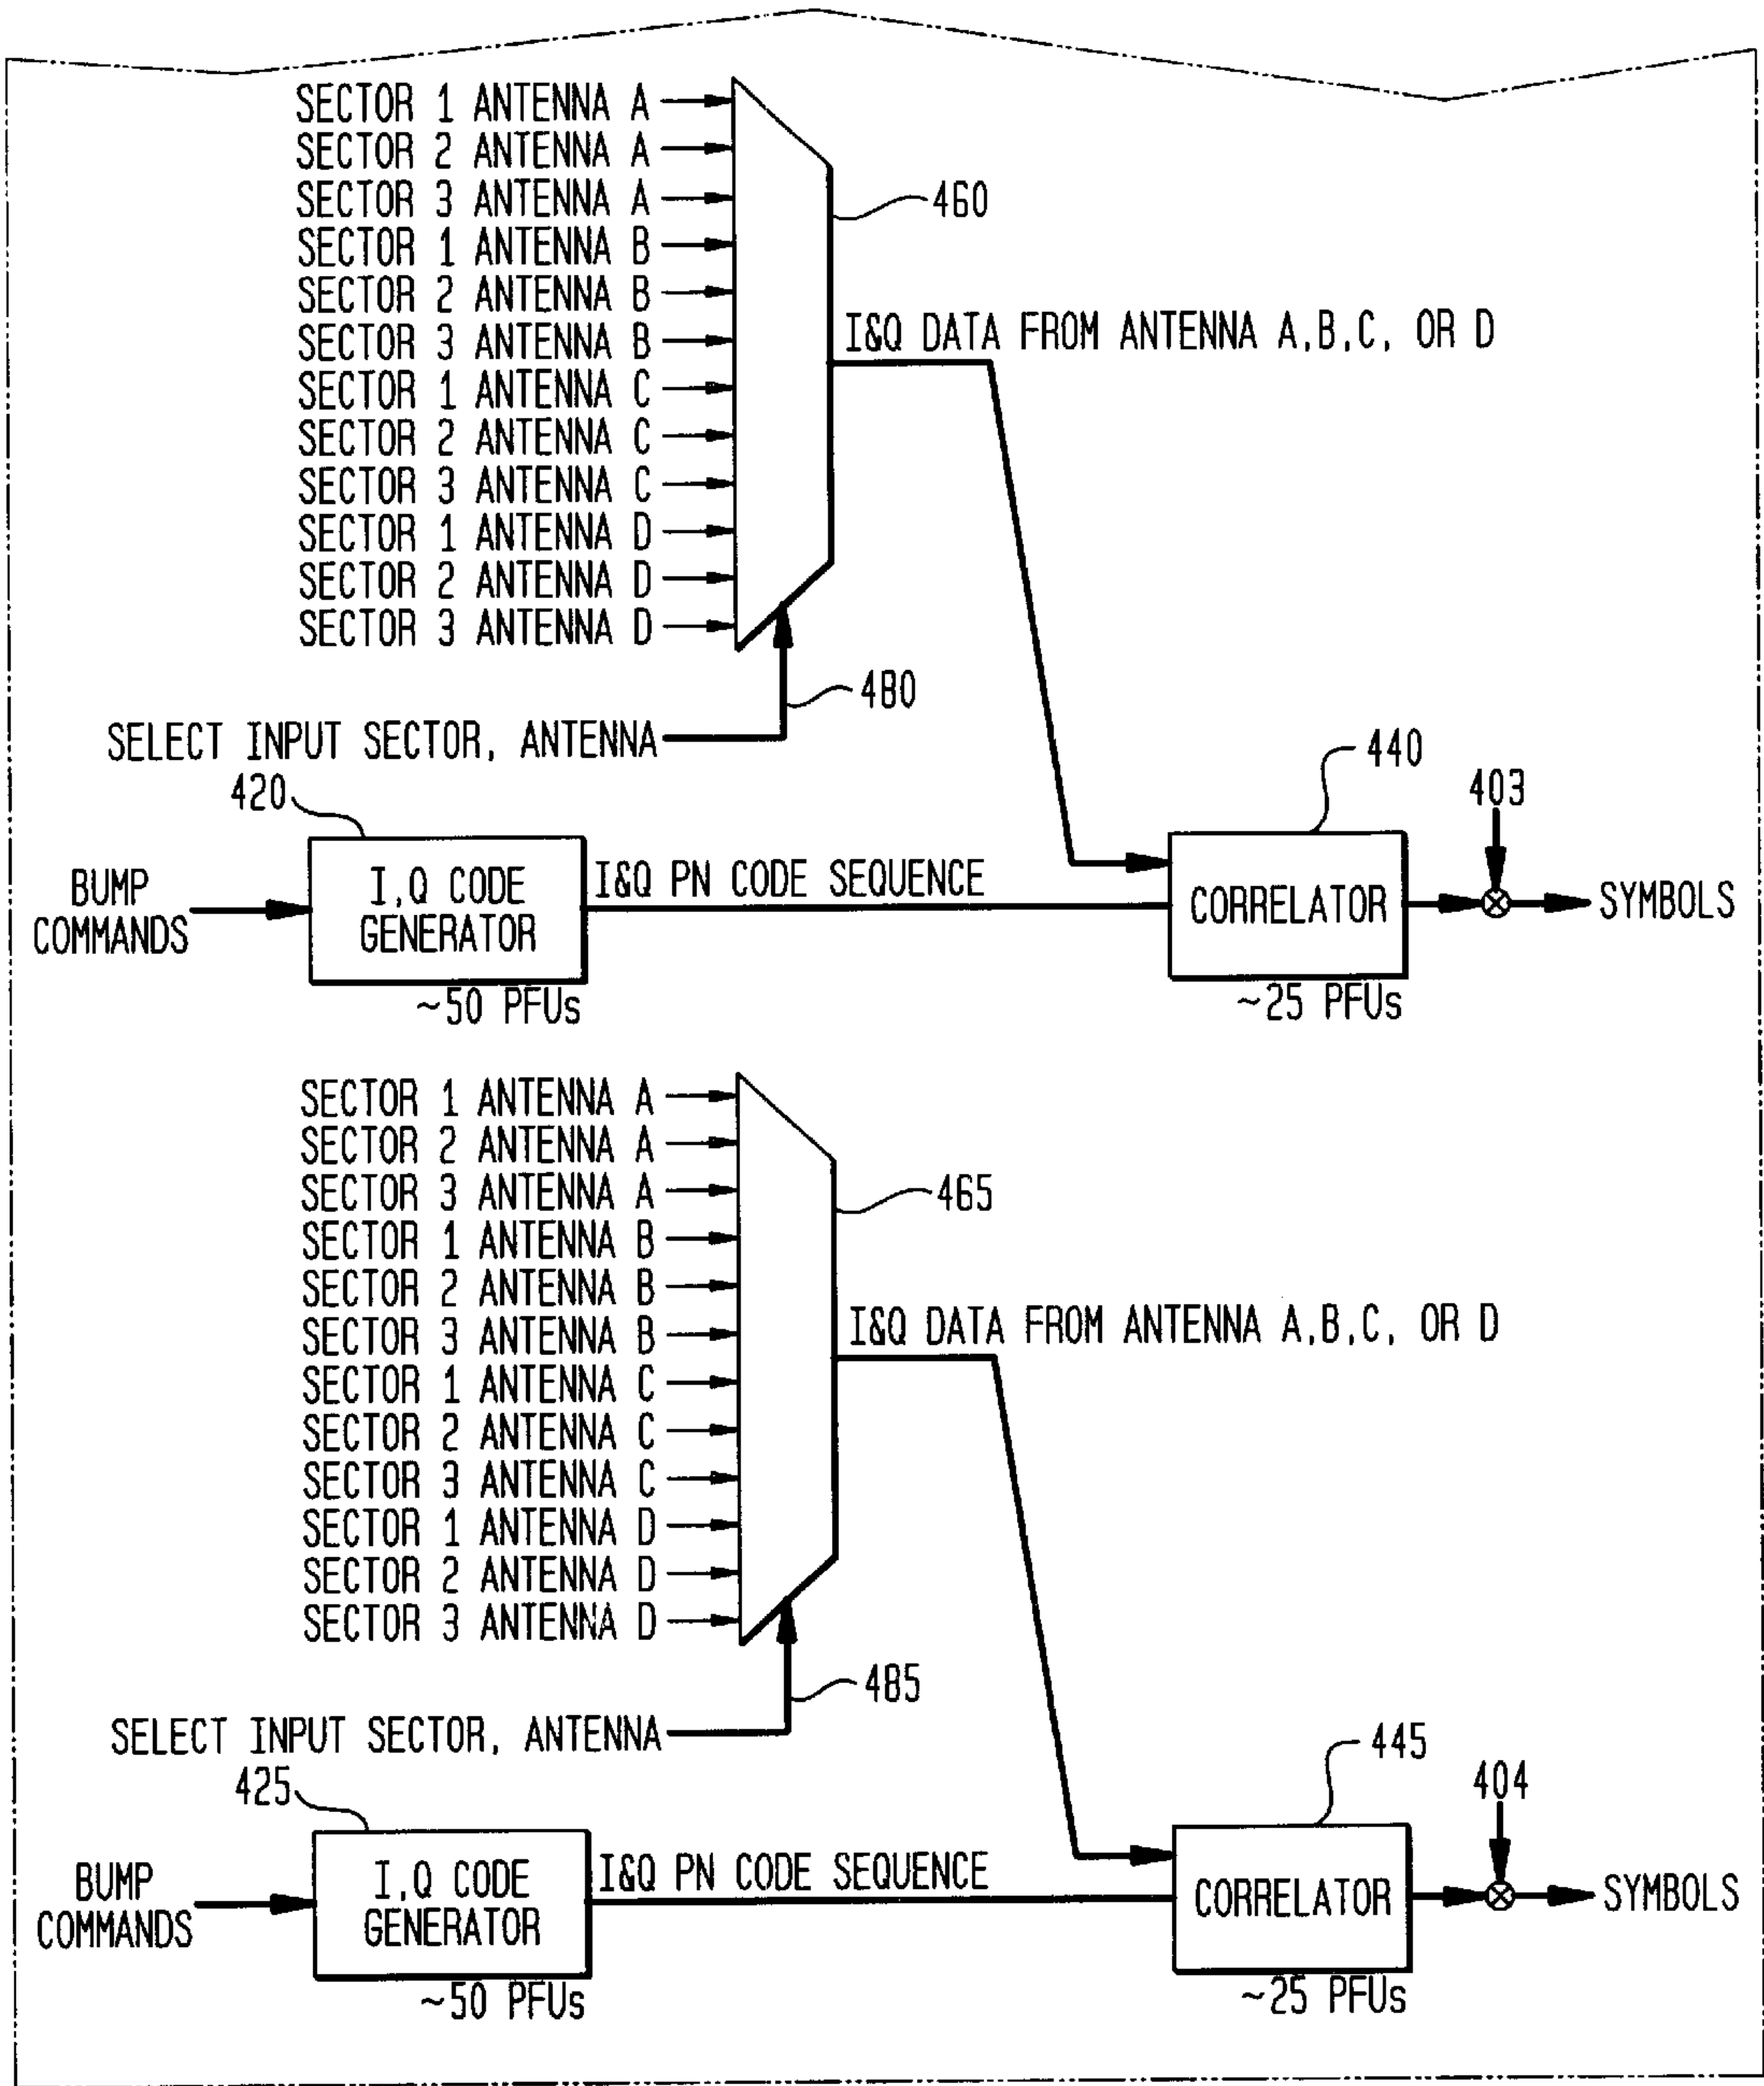 SECTOR 1 ANTENNA A
SECTOR 2 ANTENNA A
SECTOR 3 ANTENNA A
460
SECTOR 1 ANTENNA B
SECTOR 2 ANTENNA B
SECTOR 3 ANTENNA B
I&Q DATA FROM ANTENNA A,B,C, OR D
SECTOR 1 ANTENNA C
SECTOR 2 ANTENNA C
SECTOR 3 ANTENNA C
SECTOR 1 ANTENNA D
SECTOR 2 ANTENNA D
SECTOR 3 ANTENNA D
480
SELECT INPUT SECTOR, ANTENNA
420
440
403
BUMP
COMMANDS
I,Q CODE
GENERATOR
I&Q PN CODE SEQUENCE
CORRELATOR
SYMBOLS
~50 PFUs
~25 PFUs
SECTOR 1 ANTENNA A
SECTOR 2 ANTENNA A
SECTOR 3 ANTENNA A
465
SECTOR 1 ANTENNA B
SECTOR 2 ANTENNA B
SECTOR 3 ANTENNA B
I&Q DATA FROM ANTENNA A,B,C, OR D
SECTOR 1 ANTENNA C
SECTOR 2 ANTENNA C
SECTOR 3 ANTENNA C
SECTOR 1 ANTENNA D
SECTOR 2 ANTENNA D
SECTOR 3 ANTENNA D
485
SELECT INPUT SECTOR, ANTENNA
425
445
404
BUMP
COMMANDS
I,Q CODE
GENERATOR
I&Q PN CODE SEQUENCE
CORRELATOR
SYMBOLS
~50 PFUs
~25 PFUs